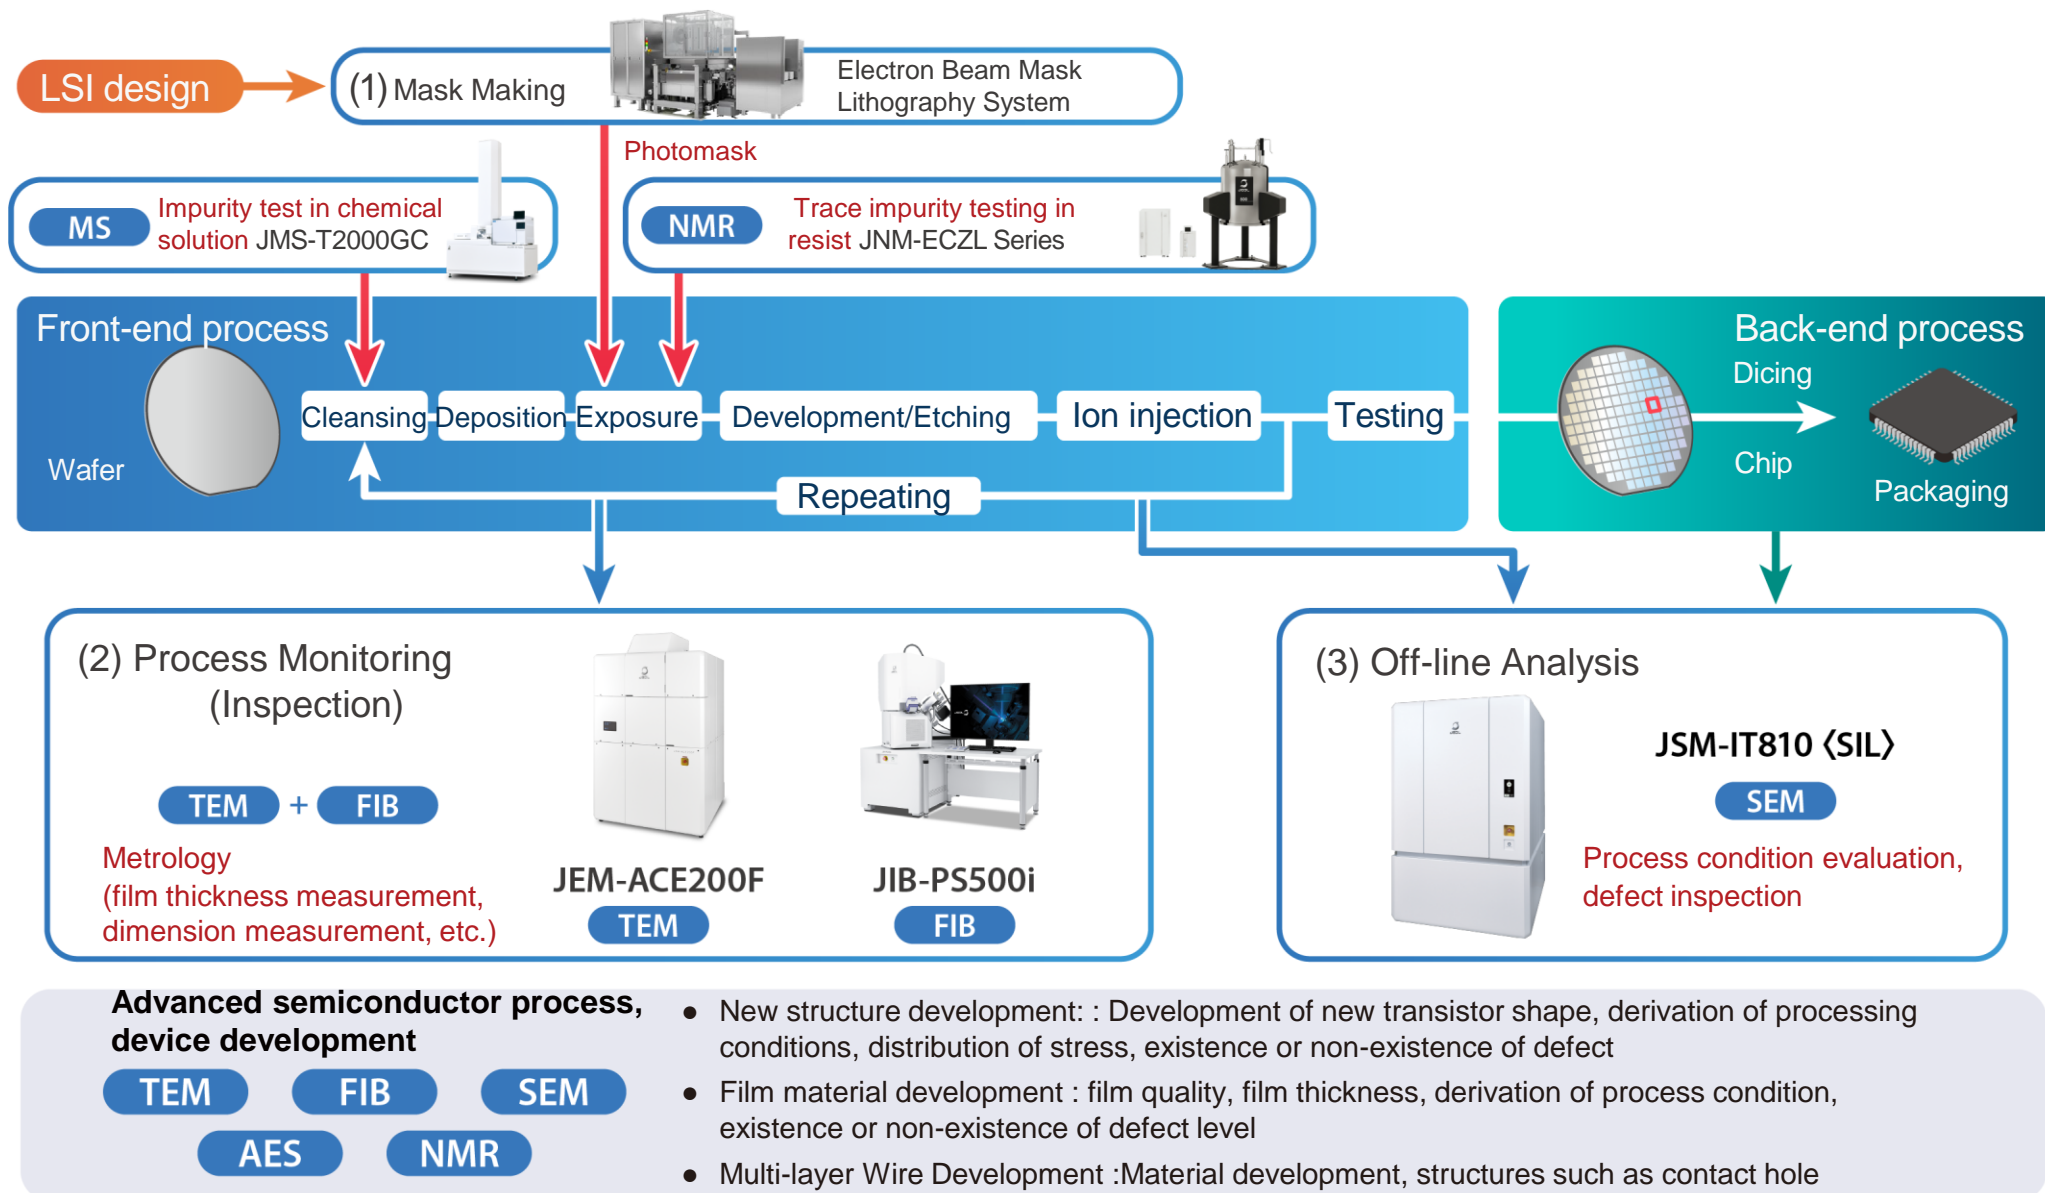 LSI design
(1) Mask Making
Electron Beam Mask
Lithography System
Photomask
MS
Impurity test in chemical
solution JMS-T2000GC
NMR
Trace impurity testing in
resist JNM-ECZL Series
Front-end process
Wafer
Cleansing
Deposition
Exposure
Development/Etching
Ion injection
Testing
Repeating
Back-end process
Dicing
Chip
Packaging
(2) Process Monitoring
(Inspection)
TEM + FIB
Metrology
(film thickness measurement,
dimension measurement, etc.)
JEM-ACE200F
TEM
JIB-PS500i
FIB
(3) Off-line Analysis
JSM-IT810〈SIL〉
SEM
Process condition evaluation,
defect inspection
Advanced semiconductor process,
device development
TEM
FIB
SEM
AES
NMR
● New structure development: : Development of new transistor shape, derivation of processing
conditions, distribution of stress, existence or non-existence of defect
● Film material development : film quality, film thickness, derivation of process condition,
existence or non-existence of defect level
● Multi-layer Wire Development :Material development, structures such as contact hole